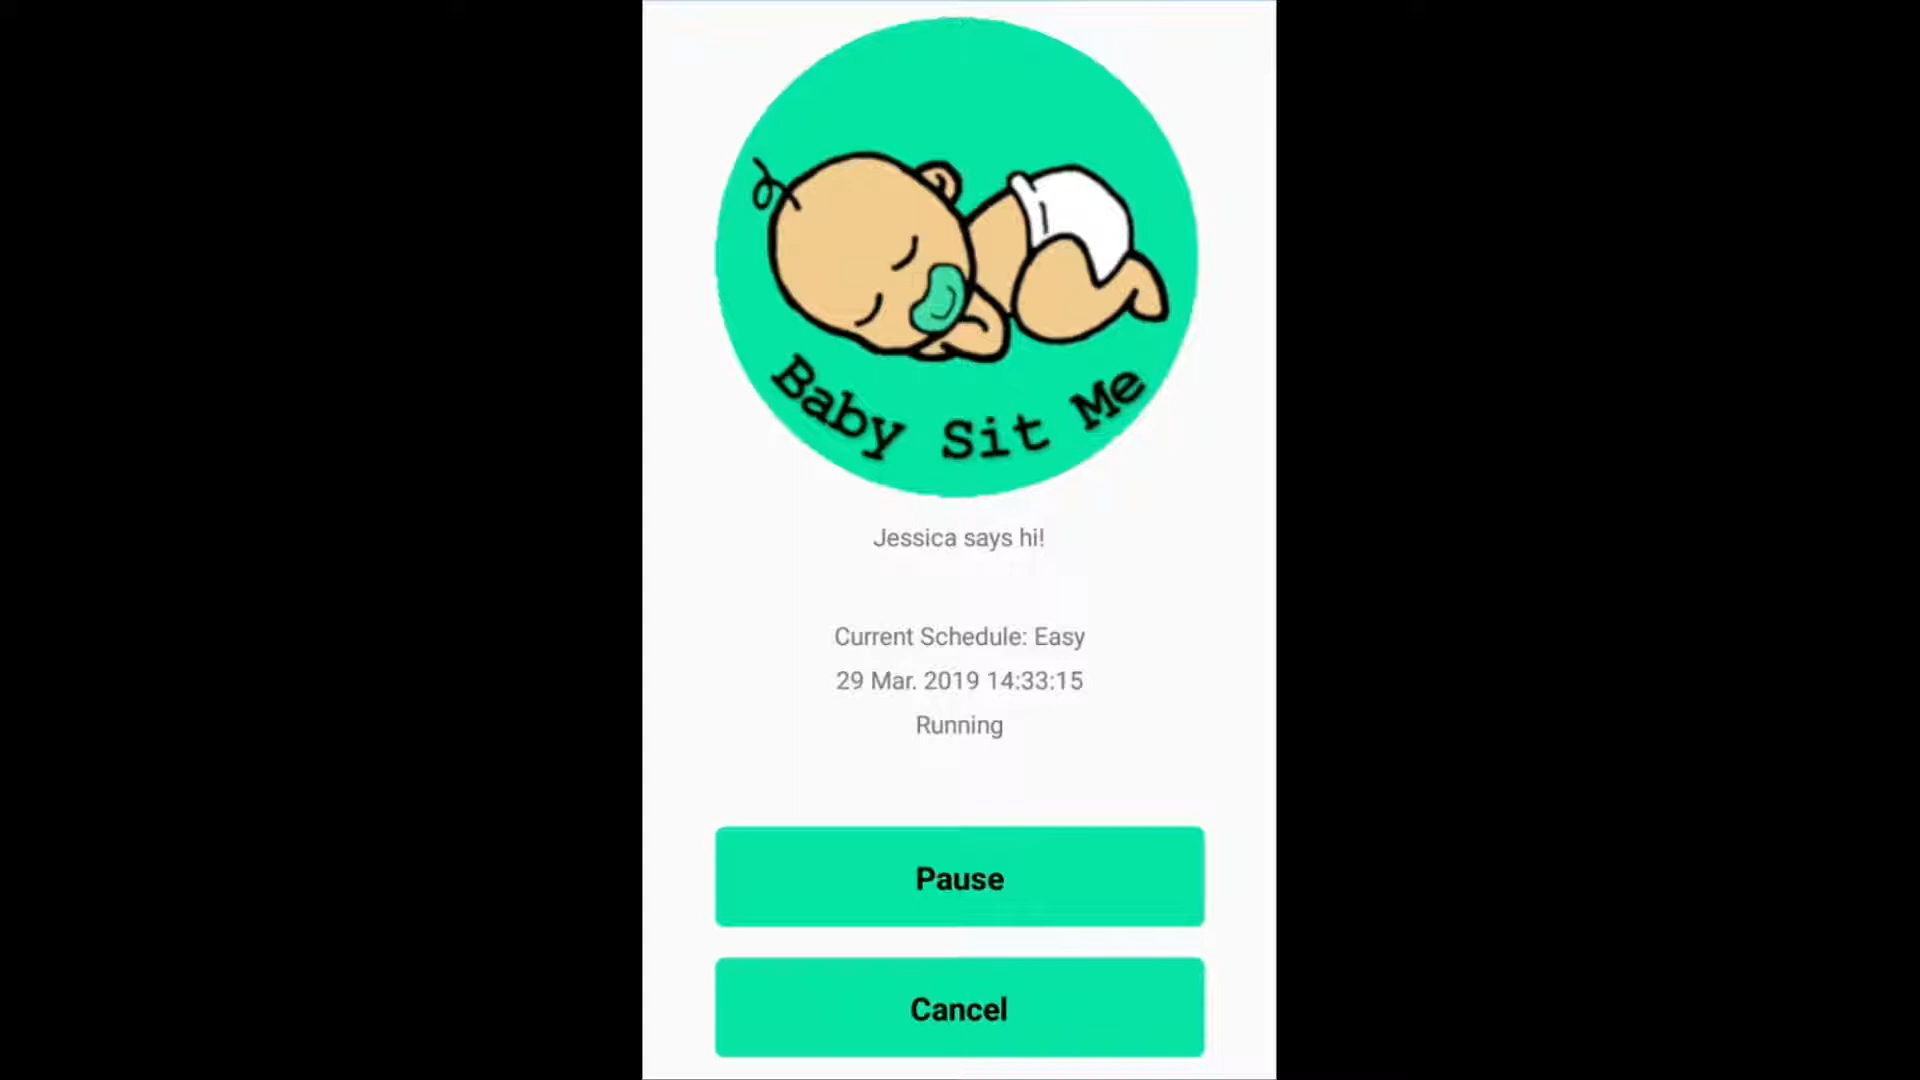 Baby Sit Me
Jessica says hi!
Current Schedule: Easy
29 Mar. 2019 14:33:15
Running
Pause
Cancel